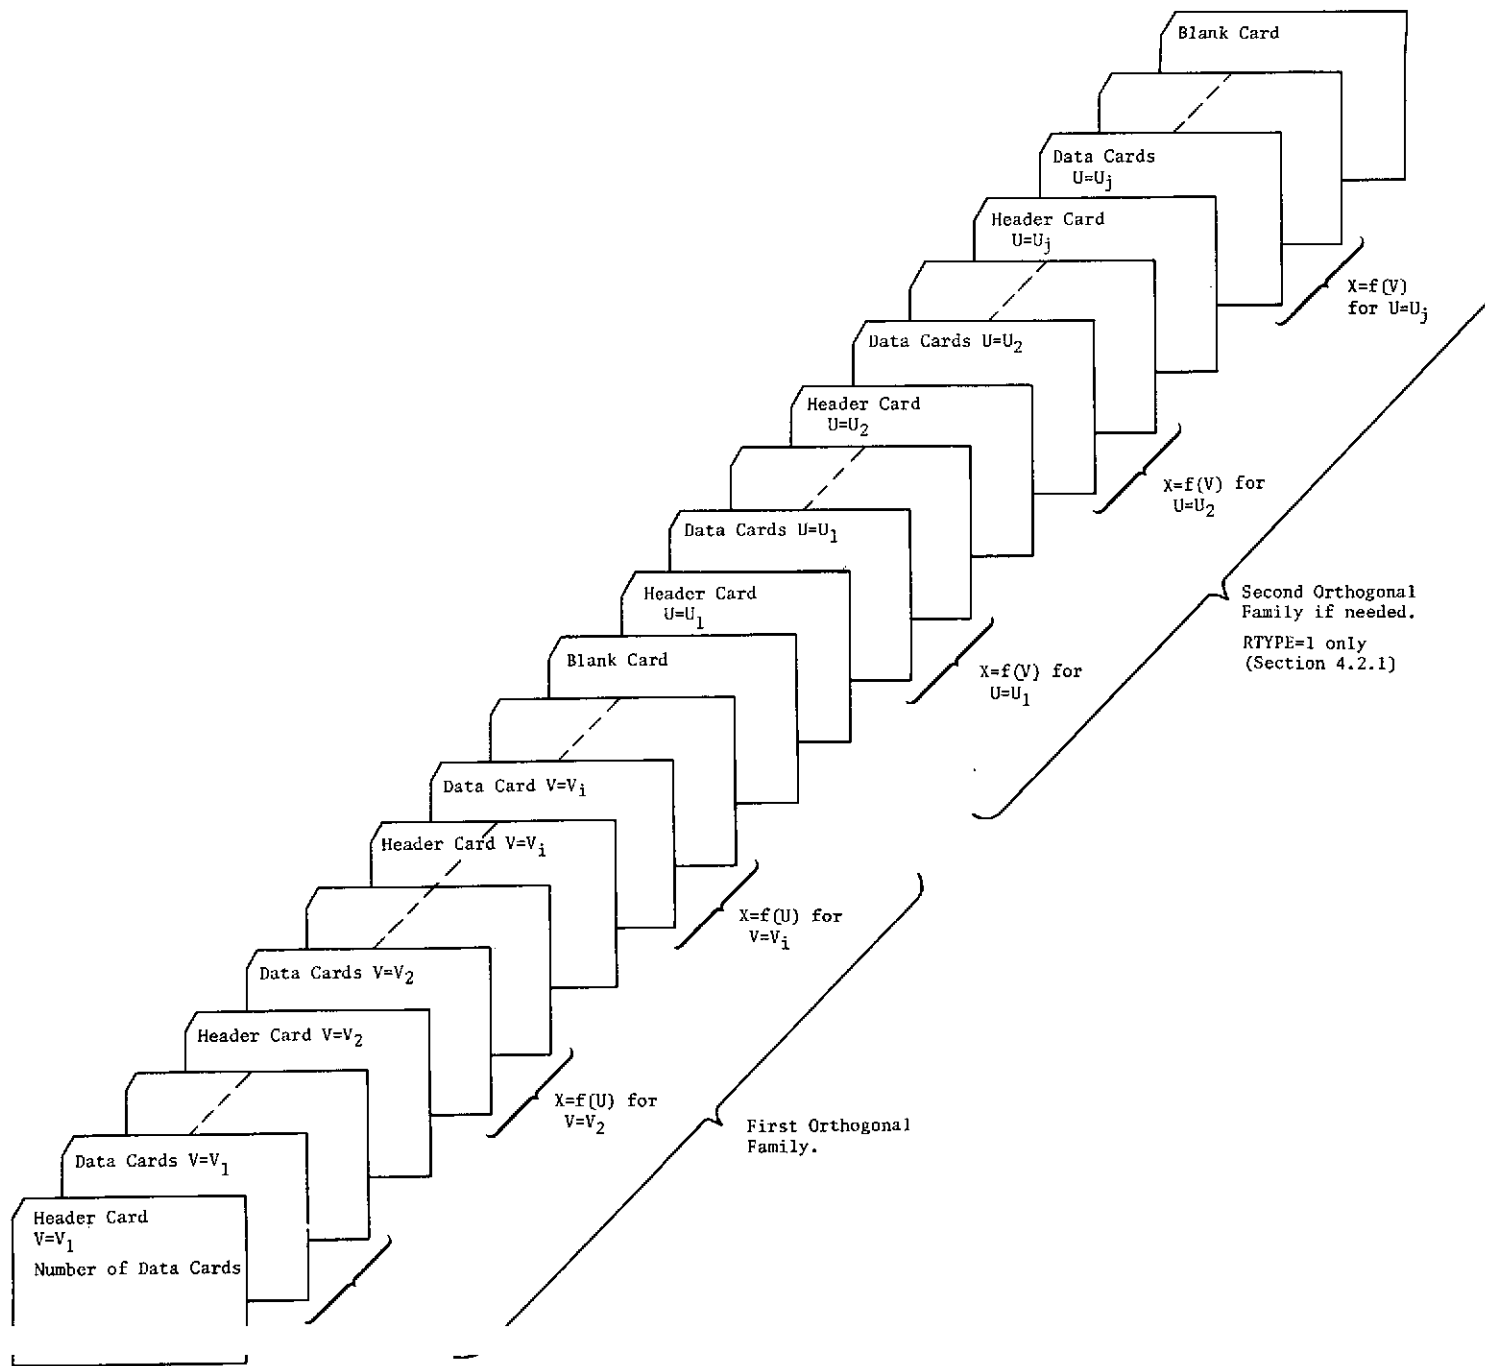 Blank Card
Data Cards
U=Uj
Header Card
U=Uj
X=f(V)
for U=Uj
Data Cards U=U2
Header Card
U=U2
X=f(V) for
U=U2
Data Cards U=U1
Header Card
U=U1
X=f(V) for
U=U1
Second Orthogonal
Family if needed.
RTYPE=1 only
(Section 4.2.1)
Blank Card
Data Card V=Vi
Header Card V=Vi
X=f(U) for
V=Vi
Data Cards V=V2
Header Card V=V2
X=f(U) for
V=V2
First Orthogonal
Family.
Data Cards V=V1
Header Card
V=V1
Number of Data Cards